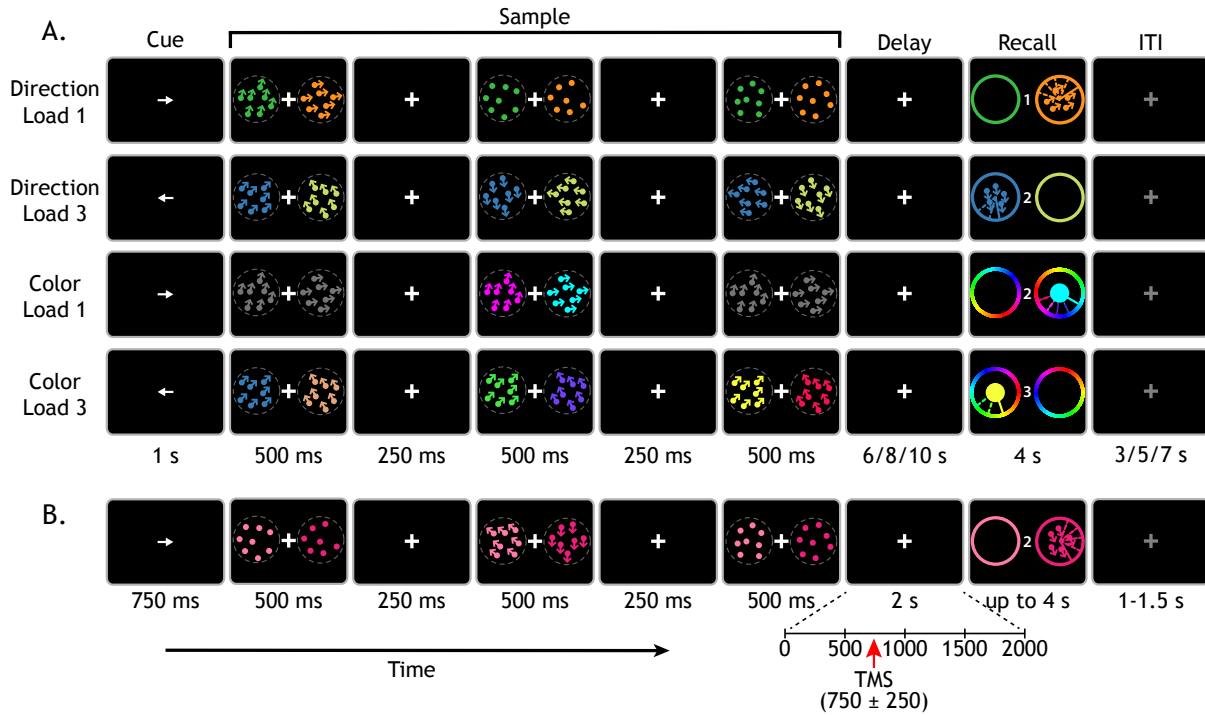 A.
Sample
Cue
Delay
Recall
ITI
Direction
Load 1
1
Direction
Load 3
2
Color
Load 1
2
Color
Load 3
3
1 s
500 ms
250 ms
500 ms
250 ms
500 ms
6/8/10 s
4 s
3/5/7 s
B.
2
750 ms
500 ms
250 ms
500 ms
250 ms
500 ms
2 s
up to 4 s
1-1.5 s
Time
0
500
1000
1500
2000
TMS
(750 ± 250)